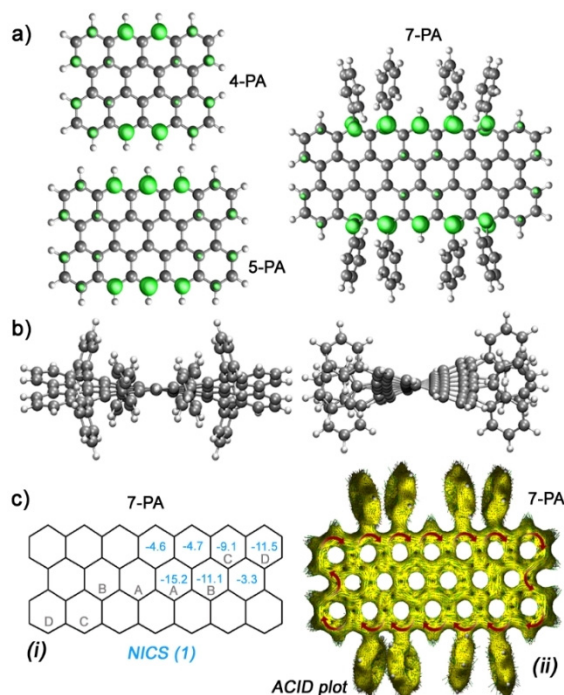 a)
4-PA
7-PA
5-PA
b)
c)
7-PA
7-PA
-4.6 -4.7 -9.1 -11.5
C D
-15.2 -11.1 -3.3
B A A B
D C
(i)
NICS (1)
ACID plot
(ii)